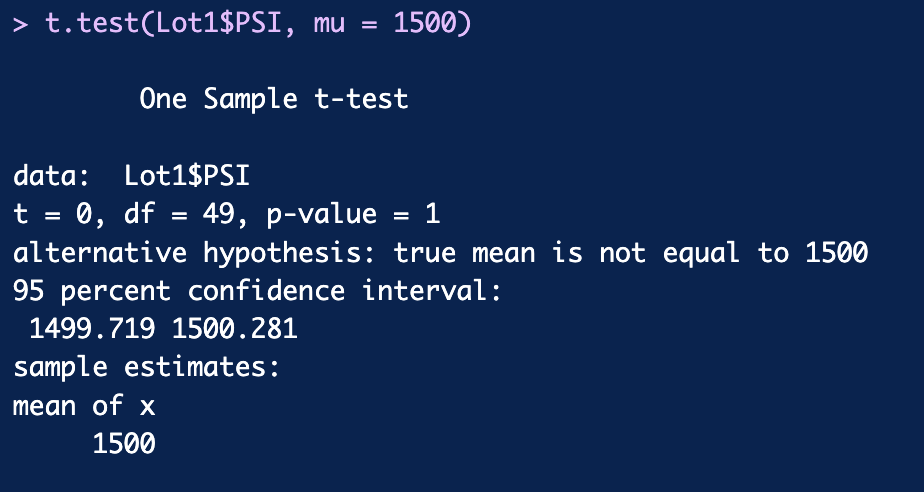 > t.test(Lot1$PSI, mu = 1500)
One Sample t-test
data:  Lot1$PSI
t = 0, df = 49, p-value = 1
alternative hypothesis: true mean is not equal to 1500
95 percent confidence interval:
1499.719 1500.281
sample estimates:
mean of x
1500